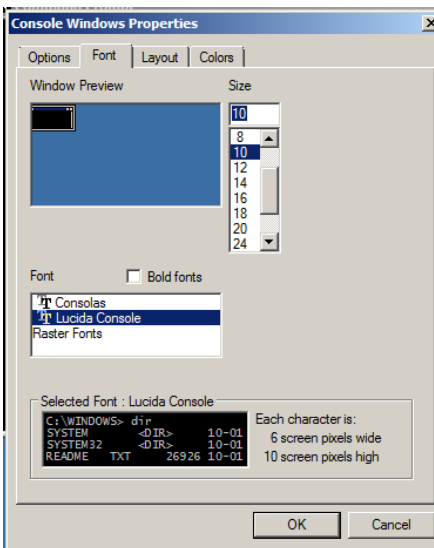 Console Windows Properties
Options Font Layout Colors
Window Preview Size
10
8
10
12
14
16
18
20
24
Font Bold fonts
Consolas
Lucida Console
Raster Fonts
Selected Font : Lucida Console
C:\WINDOWS> dir
SYSTEM <DIR> 10-01
SYSTEM32 <DIR> 10-01
README TXT 26926 10-01
Each character is:
6 screen pixels wide
10 screen pixels high
OK Cancel